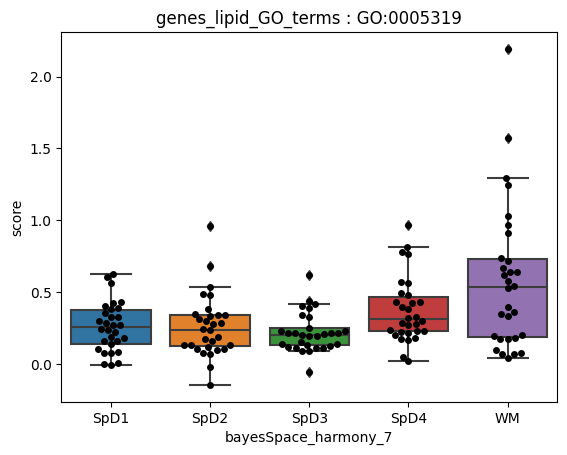 genes_lipid_GO_terms : GO:0005319
2.0
1.5
1.0
0.5
0.0
score
SpD1 SpD2 SpD3 SpD4 WM
bayesSpace_harmony_7